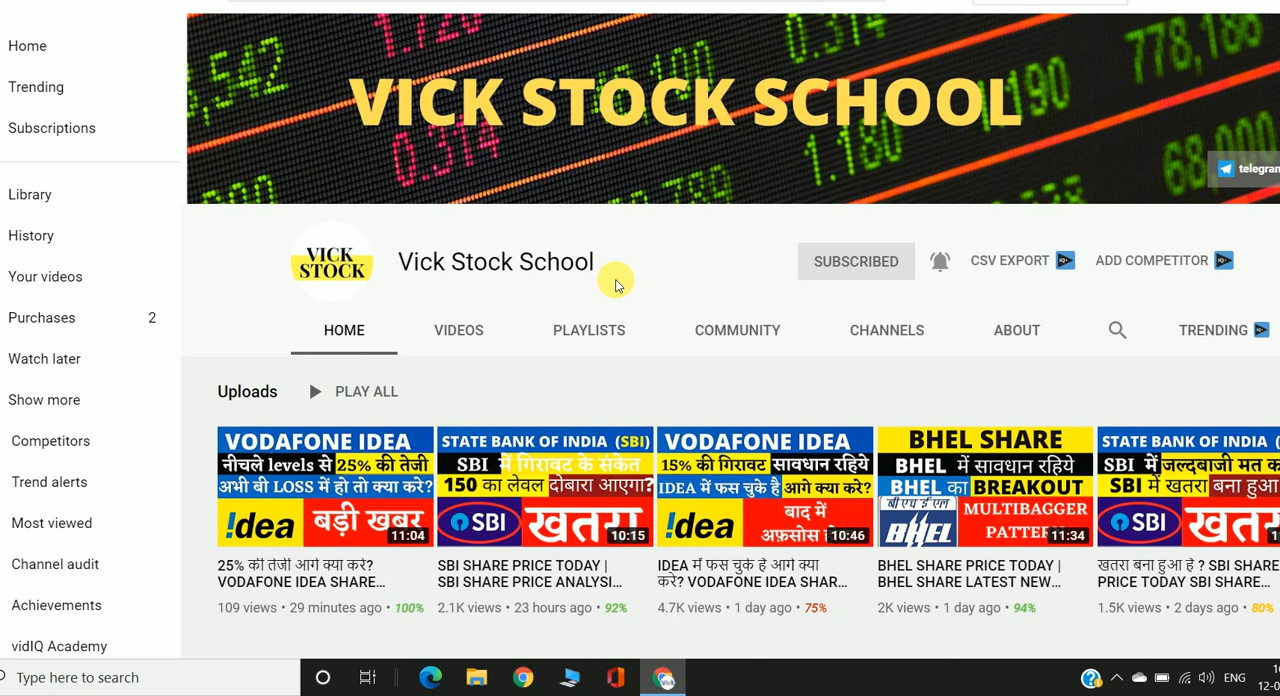 Home
Trending
Subscriptions
Library
History
Your videos
Purchases 2
Watch later
Show more
Competitors
Trend alerts
Most viewed
Channel audit
Achievements
vidIQ Academy
VICK STOCK SCHOOL
telegram
VICK
STOCK
Vick Stock School
SUBSCRIBED
CSV EXPORT
ADD COMPETITOR
HOME VIDEOS PLAYLISTS COMMUNITY CHANNELS ABOUT TRENDING
Uploads PLAY ALL
VODAFONE IDEA
नीचले levels से 25% की तेजी
अभी बी LOSS में हो तो क्या करे?
!dea बड़ी खबर
11:04
25% की तेजी आगे क्या करे?
VODAFONE IDEA SHARE...
109 views • 29 minutes ago • 100%
STATE BANK OF INDIA (SBI)
SBI में गिरावट के संकेत
150 का लेवल दोबारा आएगा?
SBI खतरा
10:15
SBI SHARE PRICE TODAY |
SBI SHARE PRICE ANALYSI...
2.1K views • 23 hours ago • 92%
VODAFONE IDEA
15% की गिरावट सावधान रहिये
IDEA में फस चुके है आगे क्या करे?
!dea बाद में
अफ़सोस
10:46
IDEA में फस चुके है आगे क्या
करे? VODAFONE IDEA SHAR...
4.7K views • 1 day ago • 75%
BHEL SHARE
BHEL में सावधान रहिये
BHEL का BREAKOUT
बी एच ई एल
BHEL
MULTIBAGGER
PATTERN
11:34
BHEL SHARE PRICE TODAY |
BHEL SHARE LATEST NEW...
2K views • 1 day ago • 94%
STATE BANK OF INDIA
SBI में जल्दबाजी मत
SBI में खतरा बना हुआ
SBI
खतरा बना हुआ है ? SBI SHARE
PRICE TODAY SBI SHARE...
1.5K views • 2 days ago • 80%
Type here to search
ENG